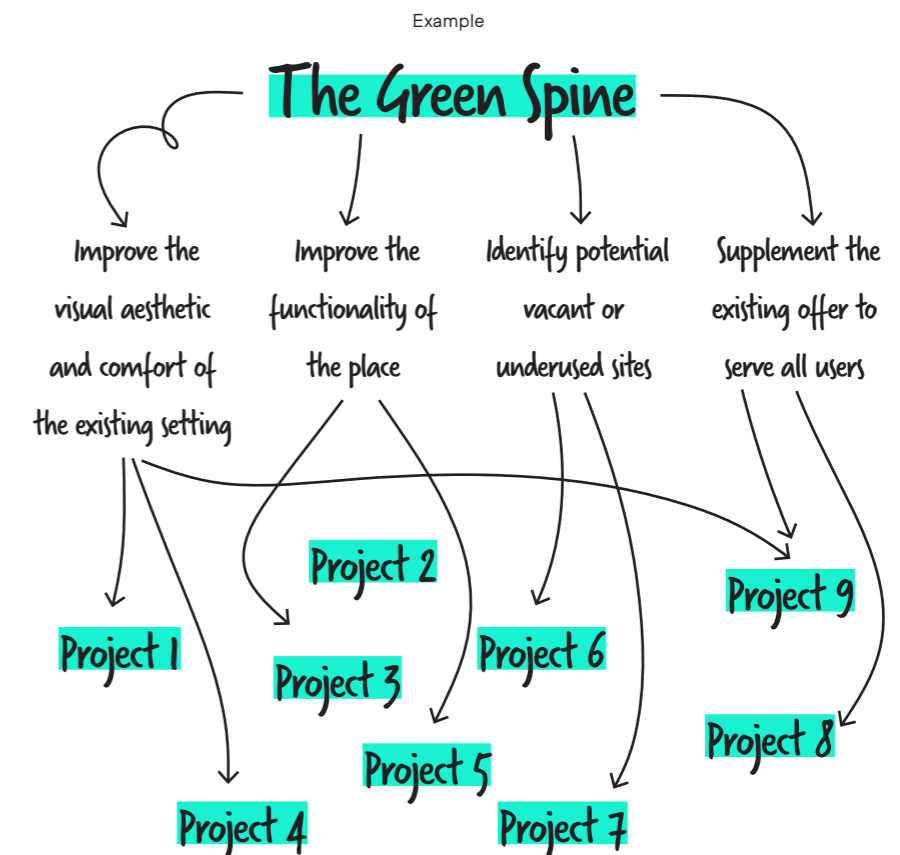 Example
The Green Spine
Improve the
visual aesthetic
and comfort of
the existing setting
Improve the
functionality of
the place
Identify potential
vacant or
underused sites
Supplement the
existing offer to
serve all users
Project 2
Project 9
Project 1
Project 6
Project 3
Project 8
Project 5
Project 4
Project 7